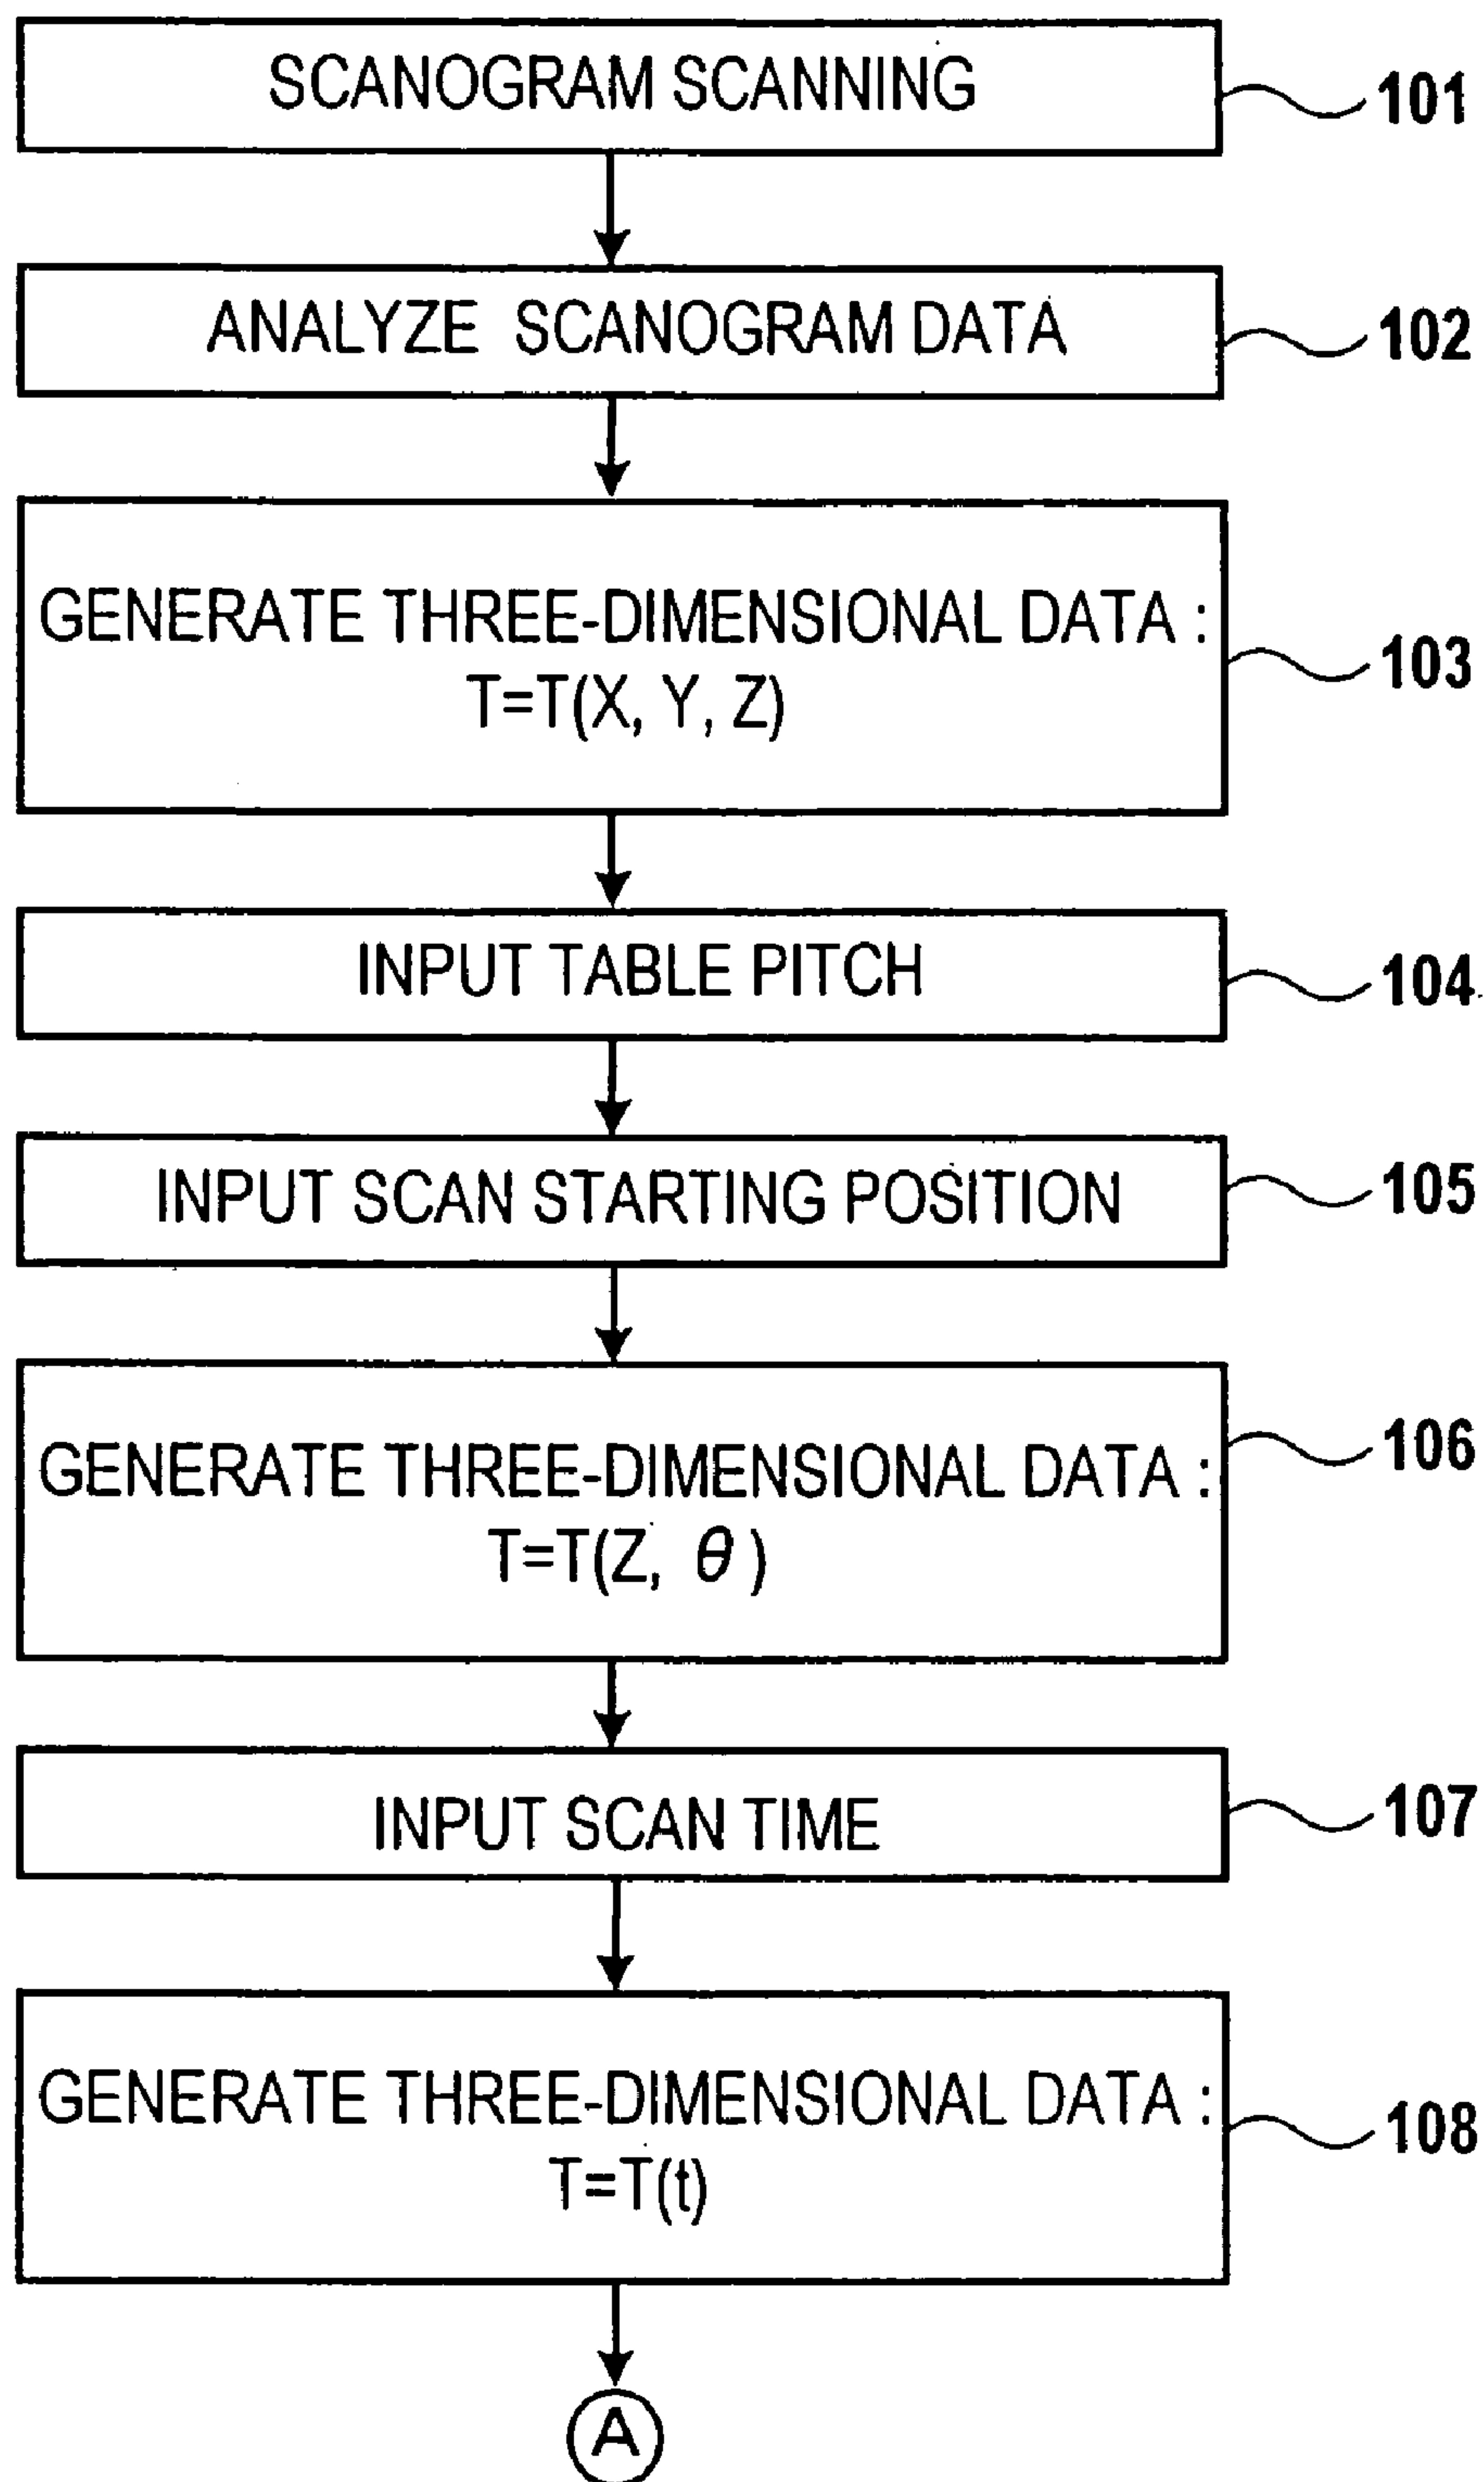 SCANOGRAM SCANNING
101
ANALYZE SCANOGRAM DATA
102
GENERATE THREE-DIMENSIONAL DATA :
T=T(X, Y, Z)
103
INPUT TABLE PITCH
104
INPUT SCAN STARTING POSITION
105
GENERATE THREE-DIMENSIONAL DATA :
T=T(Z, θ)
106
INPUT SCAN TIME
107
GENERATE THREE-DIMENSIONAL DATA :
T=T(t)
108
A